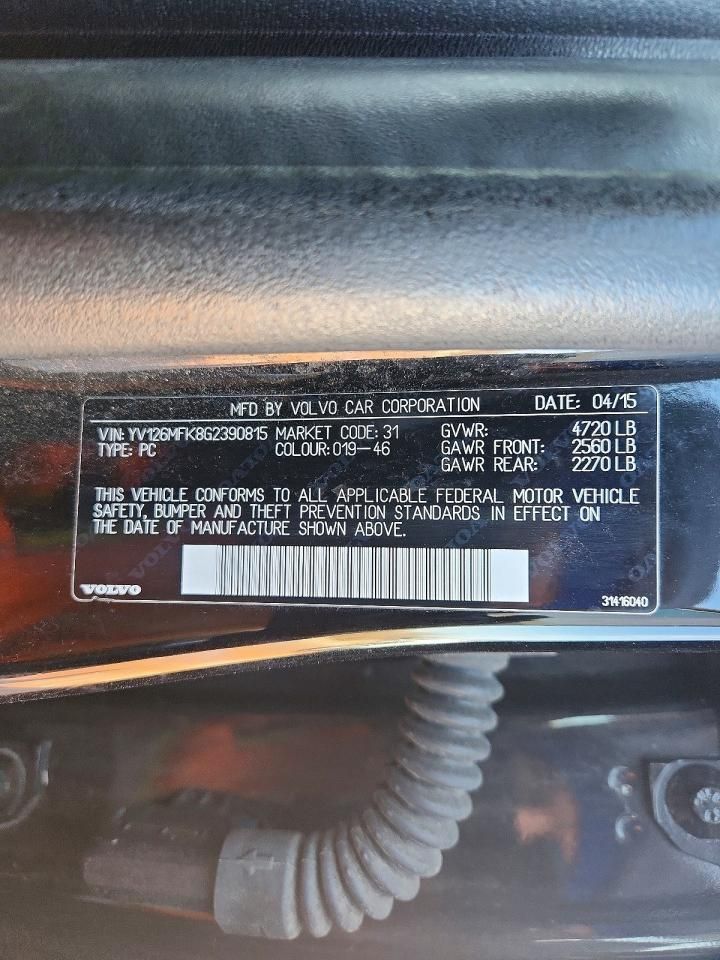 MFD BY VOLVO CAR CORPORATION DATE: 04/15
VIN: YV126MFK8G2390815 MARKET CODE: 31 GVWR: 4720 LB
TYPE: PC COLOUR: 019-46 GAWR FRONT: 2560 LB
GAWR REAR: 2270 LB
THIS VEHICLE CONFORMS TO ALL APPLICABLE FEDERAL MOTOR VEHICLE
SAFETY, BUMPER AND THEFT PREVENTION STANDARDS IN EFFECT ON
THE DATE OF MANUFACTURE SHOWN ABOVE.
VOLVO 31416040